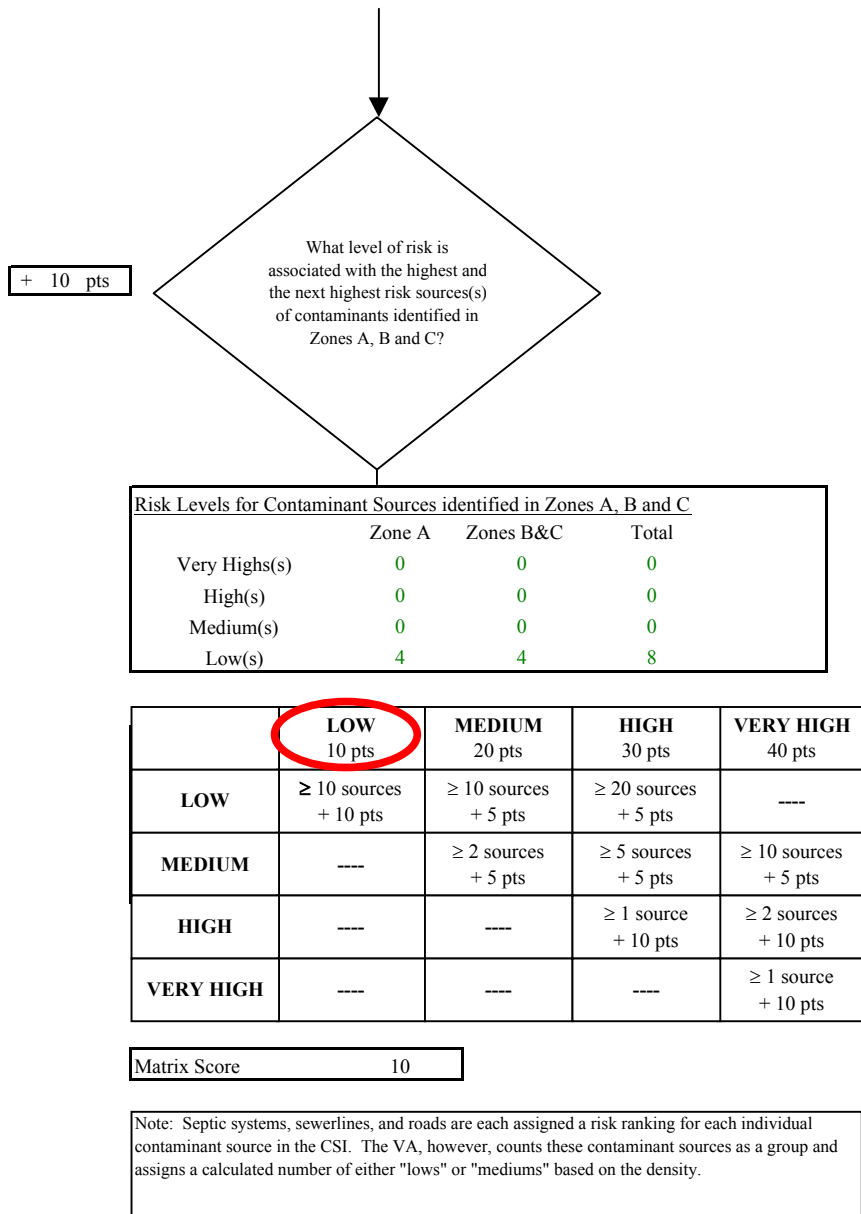 What level of risk is
associated with the highest and
the next highest risk sources(s)
of contaminants identified in
Zones A, B and C?
+ 10 pts
Risk Levels for Contaminant Sources identified in Zones A, B and C
Zone A Zones B&C Total
Very Highs(s) 0 0 0
High(s) 0 0 0
Medium(s) 0 0 0
Low(s) 4 4 8
LOW MEDIUM HIGH VERY HIGH
10 pts 20 pts 30 pts 40 pts
LOW ≥ 10 sources ≥ 10 sources ≥ 20 sources ----
+ 10 pts + 5 pts + 5 pts
MEDIUM ---- ≥ 2 sources ≥ 5 sources ≥ 10 sources
+ 5 pts + 5 pts + 5 pts
HIGH ---- ---- ≥ 1 source ≥ 2 sources
+ 10 pts + 10 pts
VERY HIGH ---- ---- ---- ≥ 1 source
+ 10 pts
Matrix Score 10
Note: Septic systems, sewerlines, and roads are each assigned a risk ranking for each individual
contaminant source in the CSI. The VA, however, counts these contaminant sources as a group and
assigns a calculated number of either "lows" or "mediums" based on the density.